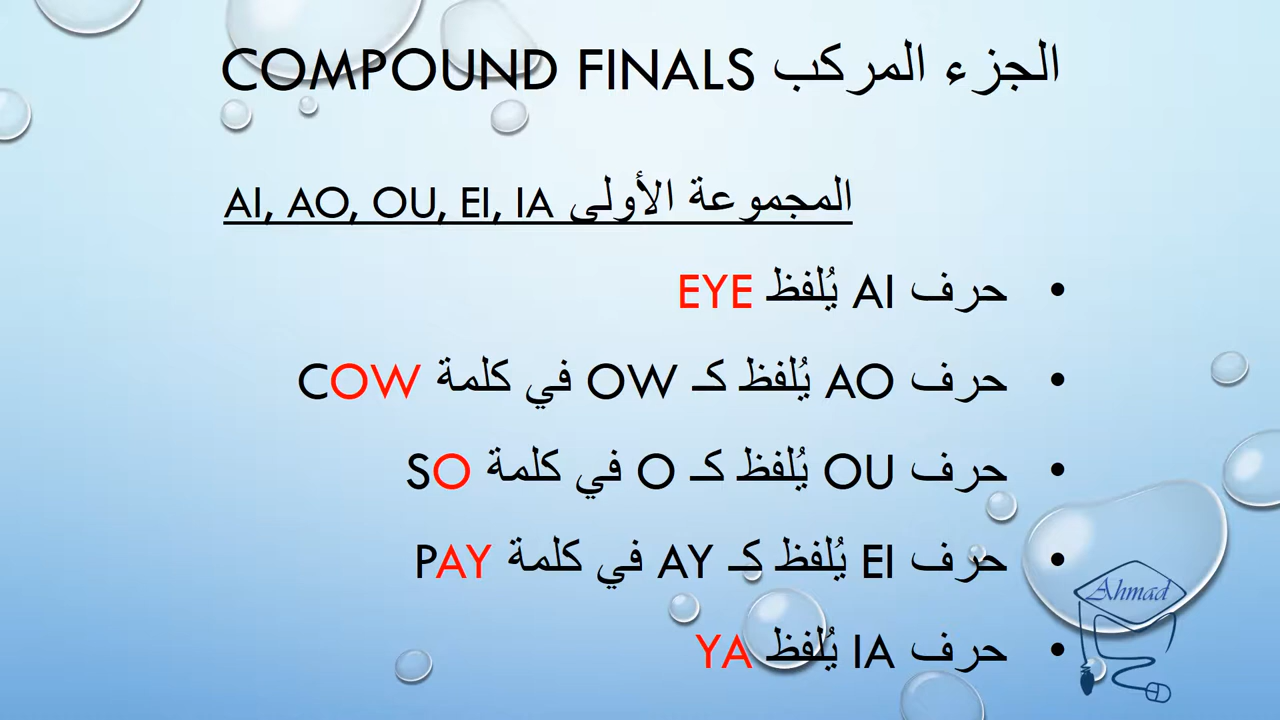 الجزء المركب COMPOUND FINALS
المجموعة الأولى AI, AO, OU, EI, IA
• حرف AI يُلفظ EYE
• حرف AO يُلفظ كـ OW في كلمة COW
• حرف OU يُلفظ كـ O في كلمة SO
• حرف EI يُلفظ كـ AY في كلمة PAY
• حرف IA يُلفظ YA
Ahmad